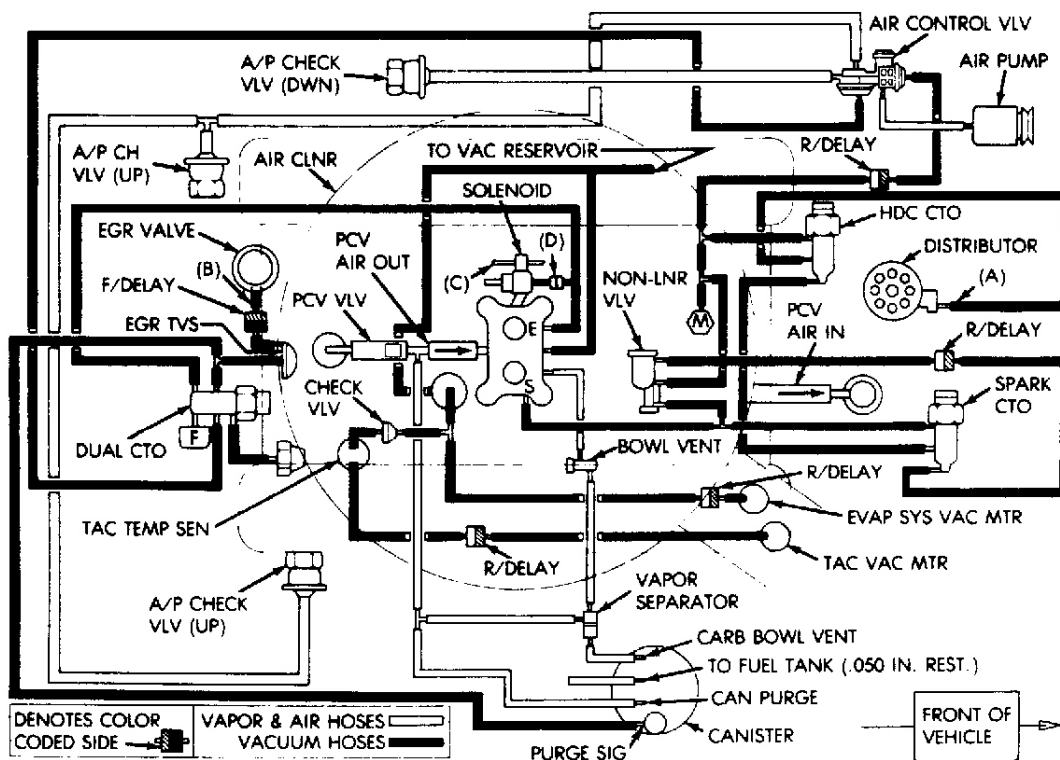 AIR CONTROL VLV
A/P CHECK
VLV (DWN)
AIR PUMP
A/P CH
VLV (UP)
AIR CLNR
TO VAC RESERVOIR
R/DELAY
SOLENOID
HDC CTO
EGR VALVE
PCV
AIR OUT
(D)
DISTRIBUTOR
(B)
(C)
NON-LNR
VLV
(A)
F/DELAY
PCV VLV
M
PCV
AIR IN
EGR TVS
E
R/DELAY
CHECK
VLV
S
SPARK
CTO
F
DUAL CTO
BOWL VENT
R/DELAY
TAC TEMP SEN
EVAP SYS VAC MTR
R/DELAY
TAC VAC MTR
A/P CHECK
VLV (UP)
VAPOR
SEPARATOR
CARB BOWL VENT
TO FUEL TANK (.050 IN. REST.)
CAN PURGE
DENOTES COLOR
CODED SIDE
VAPOR & AIR HOSES
VACUUM HOSES
PURGE SIG
CANISTER
FRONT OF
VEHICLE